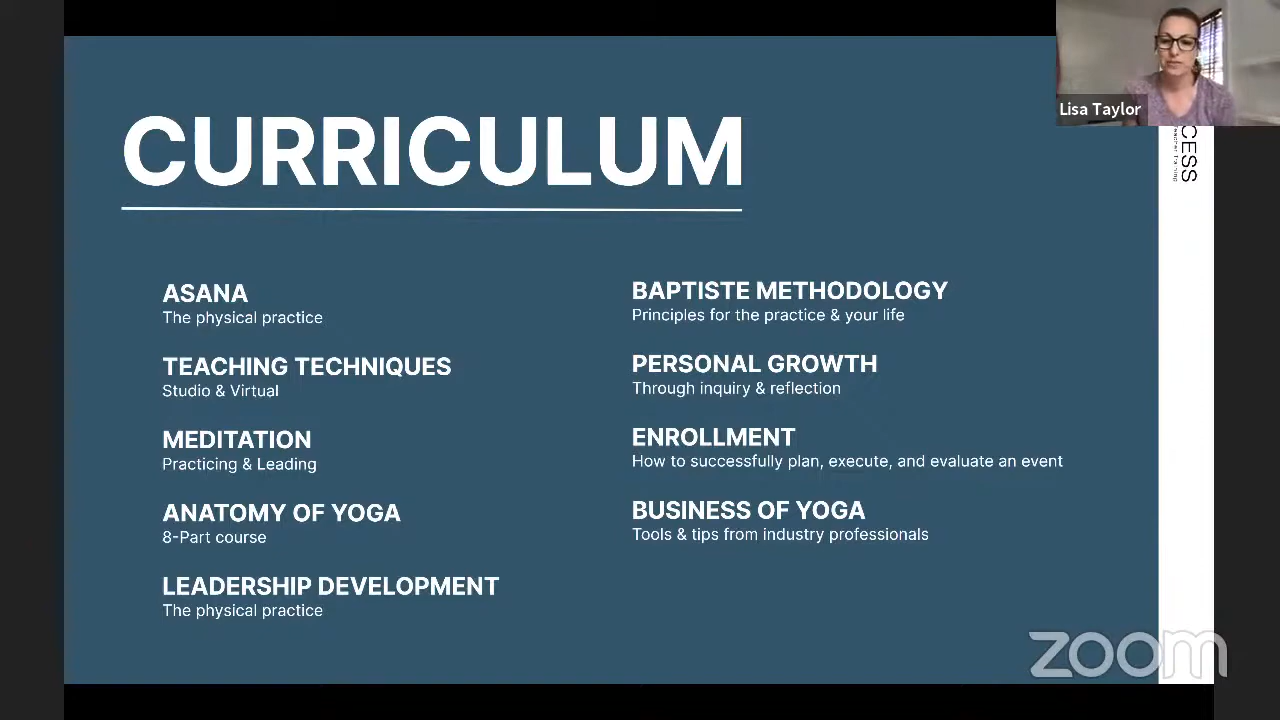 CURRICULUM
ASANA
The physical practice
TEACHING TECHNIQUES
Studio & Virtual
MEDITATION
Practicing & Leading
ANATOMY OF YOGA
8-Part course
LEADERSHIP DEVELOPMENT
The physical practice
BAPTISTE METHODOLOGY
Principles for the practice & your life
PERSONAL GROWTH
Through inquiry & reflection
ENROLLMENT
How to successfully plan, execute, and evaluate an event
BUSINESS OF YOGA
Tools & tips from industry professionals
Lisa Taylor
CESS
zoom